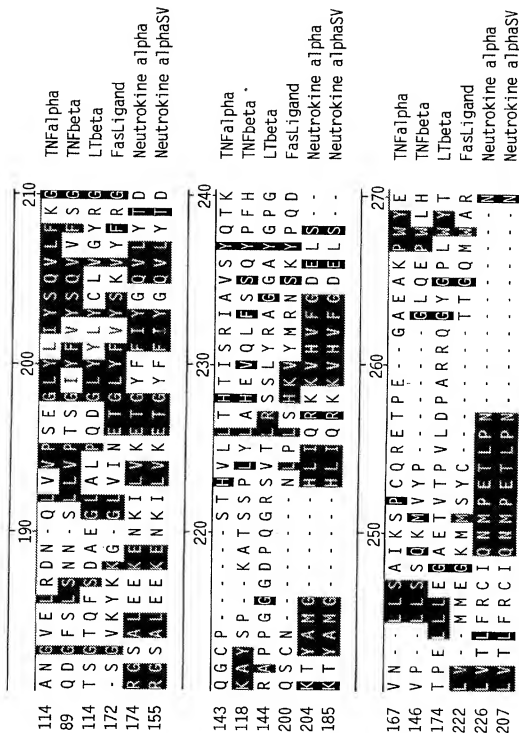 190 200 210
114 A N G V E L R D N - Q L V V P S E G L Y L I Y S Q V L F K G TNFalpha
89 Q D G F S L S N N - S L L V P T S G I Y F V Y S Q V V F S G TNFbeta
114 T S G T Q F S D A E G L A L P Q D G L Y Y L Y C L V G Y R G LTbeta
172 - S G V K Y K K G - G L V I N E T G L Y F V Y S K V Y F R G FasLigand
174 R G S A L E E K E N K I L V K E T G Y F F I Y G Q V L Y T D Neutrokine alpha
155 R G S A L E E K E N K I L V K E T G Y F F I Y G Q V L Y T D Neutrokine alphaSV
220 230 240
143 Q G C P - - - - - - S T H V L L T H T I S R I A V S Y Q T K TNFalpha
118 K A Y S P - - K A T S S P L Y L A H E V Q L F S S Q Y P F H TNFbeta
144 R A P P G G G D P Q G R S V T L R S S L Y R A G G A Y G P G LTbeta
200 Q S C N - - - - - - - - N L P L S H K V Y M R N S K Y P Q D FasLigand
204 K T Y A M G - - - - - - H L I Q R K K V H V F G D E L S - - Neutrokine alpha
185 K T Y A M G - - - - - - H L I Q R K K V H V F G D E L S - - Neutrokine alphaSV
250 260 270
167 V N - - L L S A I K S P C Q R E T P E - - G A E A K P W Y E TNFalpha
146 V P - - L L S S Q K M V Y P - - - - - - - - G L Q E P W L H TNFbeta
174 T P E L L L E G A E T V T P V L D P A R R Q G Y G P L W Y T LTbeta
222 - - M M E G K M M S Y C - - - - - - - - - - T T G Q M W A R FasLigand
226 L V T L F R C I Q N M P E T L P N - - - - - - - - - - - - N Neutrokine alpha
207 L V T L F R C I Q N M P E T L P N - - - - - - - - - - - - N Neutrokine alphaSV